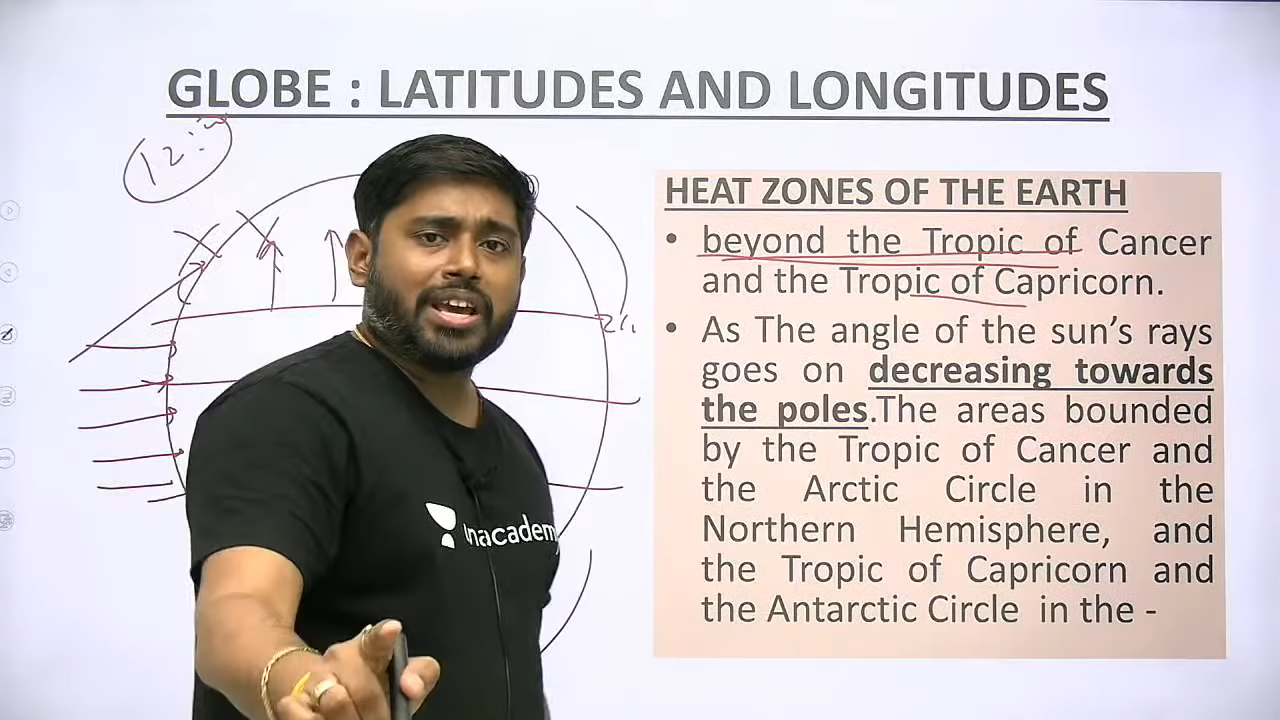 GLOBE : LATITUDES AND LONGITUDES
HEAT ZONES OF THE EARTH
• beyond the Tropic of Cancer
and the Tropic of Capricorn.
• As The angle of the sun's rays
goes on decreasing towards
the poles.The areas bounded
by the Tropic of Cancer and
the Arctic Circle in the
Northern Hemisphere, and
the Tropic of Capricorn and
the Antarctic Circle in the -
unacademy